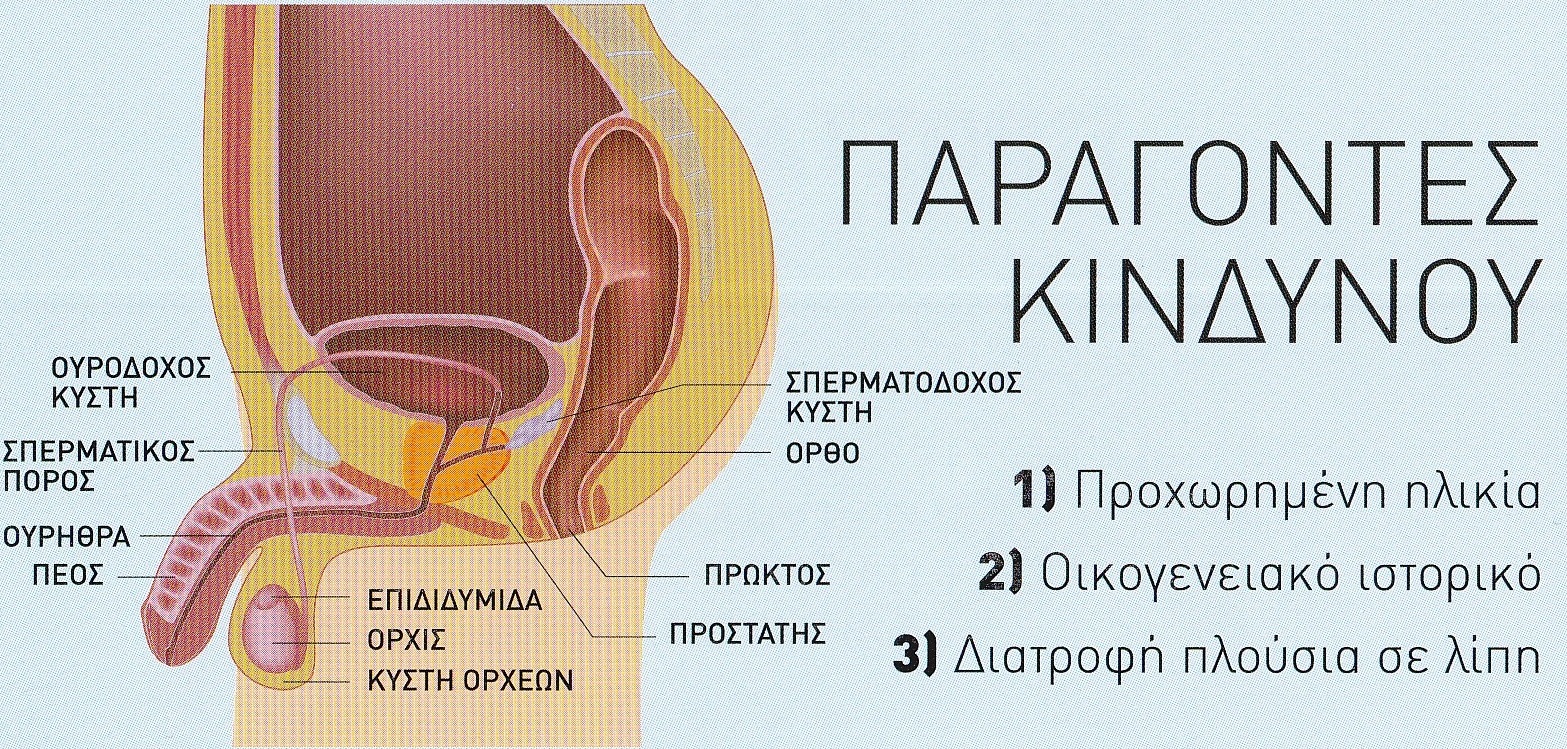 ΠΑΡΑΓΟΝΤΕΣ
ΚΙΝΔΥΝΟΥ
1) Προχωρημένη ηλικία
2) Οικογενειακό ιστορικό
3) Διατροφή πλούσια σε λίπη
ΟΥΡΟΔΟΧΟΣ
ΚΥΣΤΗ
ΣΠΕΡΜΑΤΙΚΟΣ
ΠΟΡΟΣ
ΟΥΡΗΘΡΑ
ΠΕΟΣ
ΕΠΙΔΙΔΥΜΙΔΑ
ΟΡΧΙΣ
ΚΥΣΤΗ ΟΡΧΕΩΝ
ΣΠΕΡΜΑΤΟΔΟΧΟΣ
ΚΥΣΤΗ
ΟΡΘΟ
ΠΡΩΚΤΟΣ
ΠΡΟΣΤΑΤΗΣ